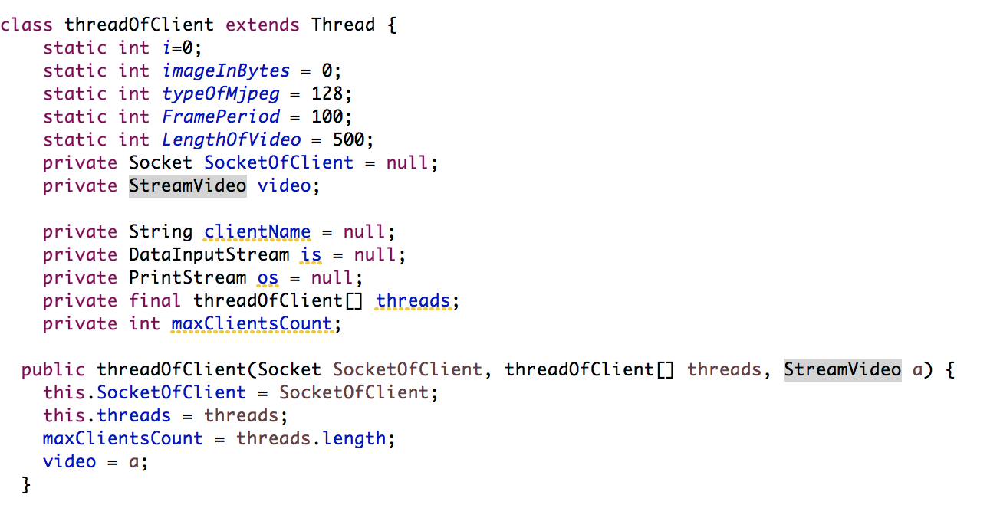 class threadOfClient extends Thread {
    static int i=0;
    static int imageInBytes = 0;
    static int typeOfMjpeg = 128;
    static int FramePeriod = 100;
    static int LengthOfVideo = 500;
    private Socket SocketOfClient = null;
    private StreamVideo video;

    private String clientName = null;
    private DataInputStream is = null;
    private PrintStream os = null;
    private final threadOfClient[] threads;
    private int maxClientsCount;

  public threadOfClient(Socket SocketOfClient, threadOfClient[] threads, StreamVideo a) {
    this.SocketOfClient = SocketOfClient;
    this.threads = threads;
    maxClientsCount = threads.length;
    video = a;
  }